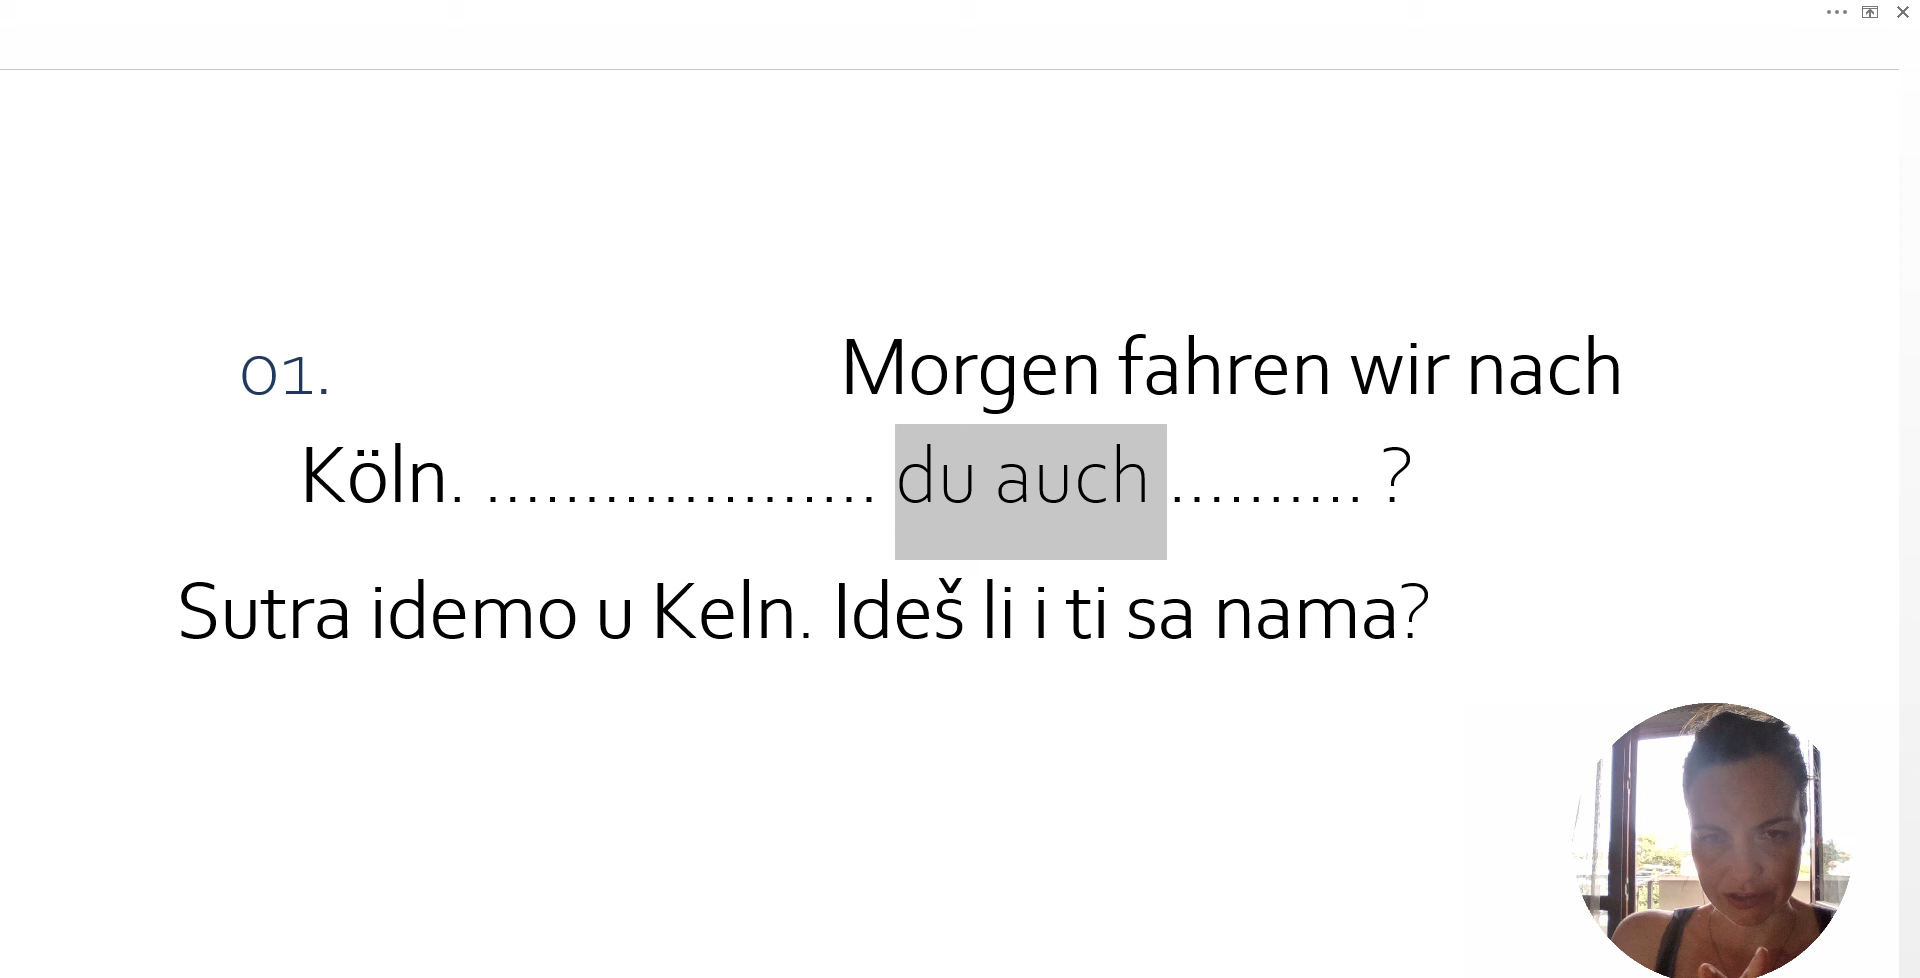 01. Morgen fahren wir nach
Köln. .................... du auch .......... ?
Sutra idemo u Keln. Ideš li i ti sa nama?